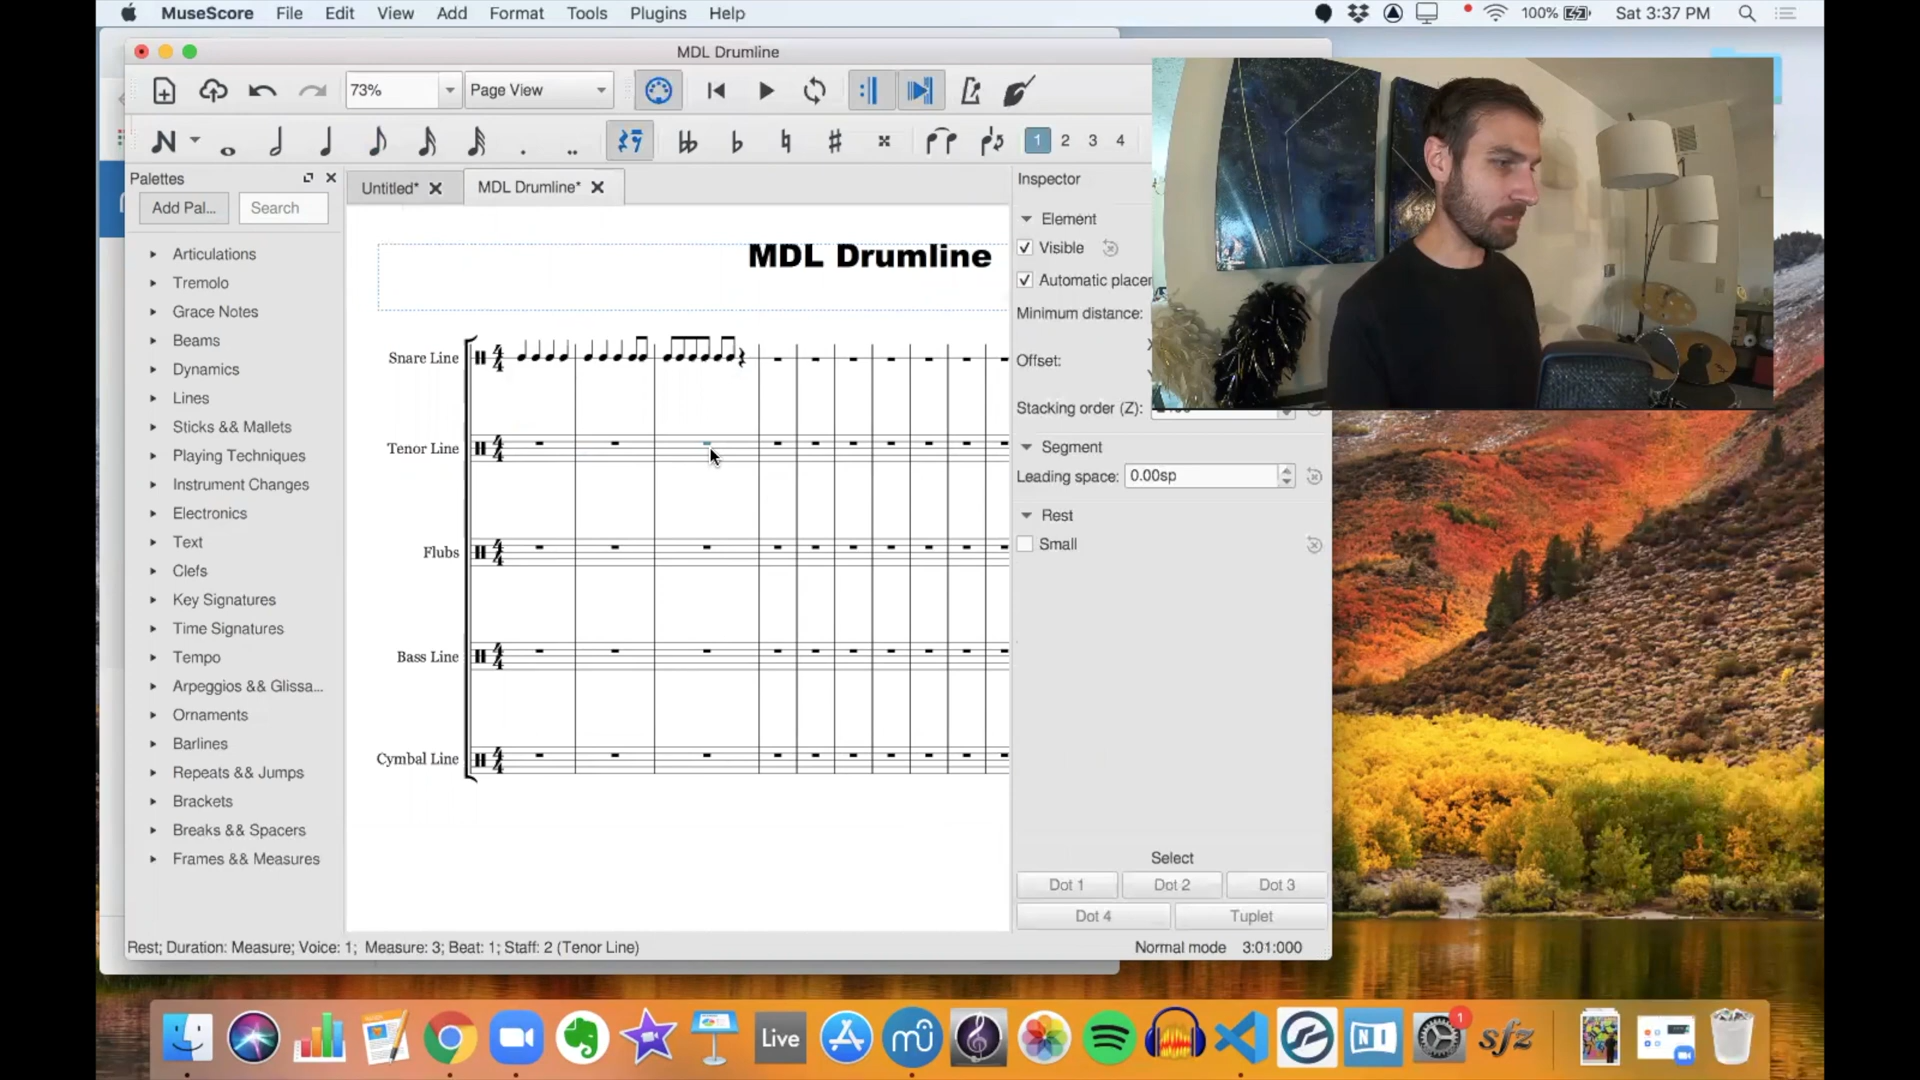 MuseScore File Edit View Add Format Tools Plugins Help 100% Sat 3:37 PM
MDL Drumline
73% Page View
1 2 3 4
Palettes
Add Pal... Search
Untitled* MDL Drumline*
Articulations
Tremolo
Grace Notes
Beams
Dynamics
Lines
Sticks && Mallets
Playing Techniques
Instrument Changes
Electronics
Text
Clefs
Key Signatures
Time Signatures
Tempo
Arpeggios && Glissa...
Ornaments
Barlines
Repeats && Jumps
Brackets
Breaks && Spacers
Frames && Measures
MDL Drumline
Snare Line
Tenor Line
Flubs
Bass Line
Cymbal Line
Inspector
Element
Visible
Automatic placem
Minimum distance:
Offset:
Stacking order (Z):
Segment
Leading space: 0.00sp
Rest
Small
Select
Dot 1 Dot 2 Dot 3
Dot 4 Tuplet
Rest; Duration: Measure; Voice: 1; Measure: 3; Beat: 1; Staff: 2 (Tenor Line) Normal mode 3:01:000
Live
NI
1
sfz